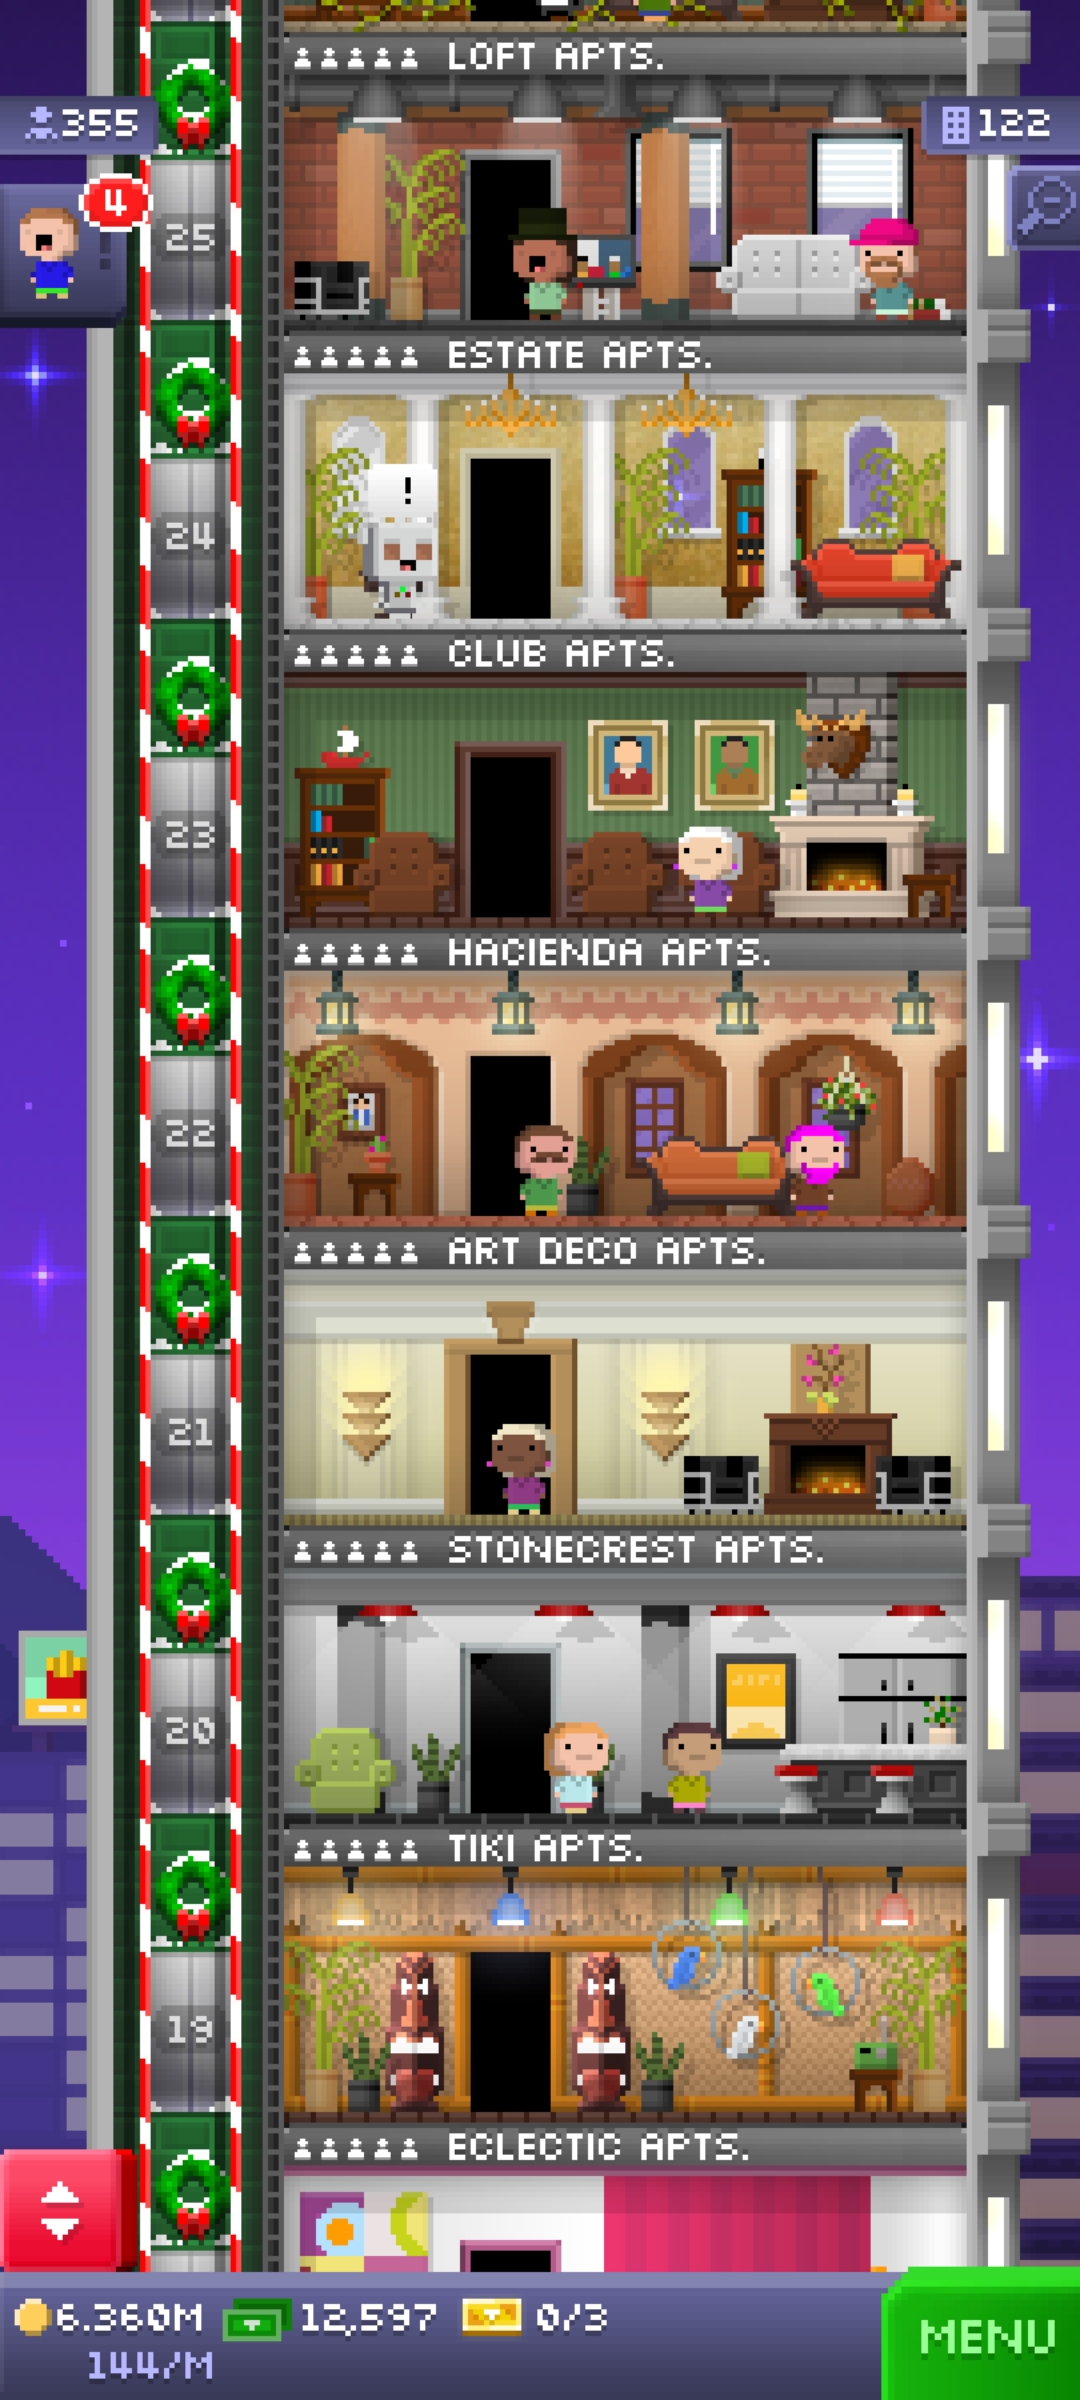 LOFT APTS.
355
122
4
25
ESTATE APTS.
!
24
CLUB APTS.
23
HACIENDA APTS.
22
ART DECO APTS.
21
STONECREST APTS.
20
TIKI APTS.
19
ECLECTIC APTS.
6.360M 12,597 0/3
144/M
MENU